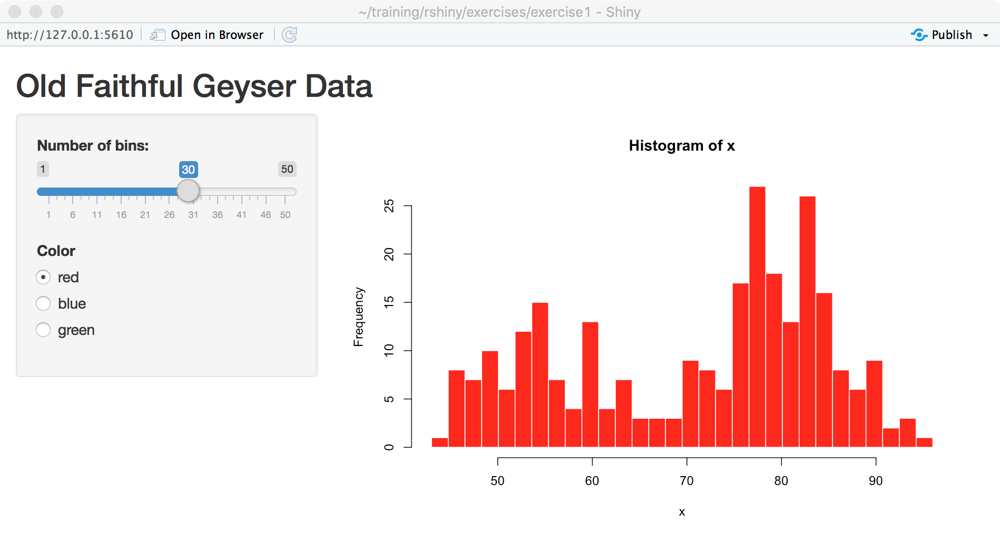 ~/training/rshiny/exercises/exercise1 - Shiny
http://127.0.0.1:5610 Open in Browser Publish
Old Faithful Geyser Data
Number of bins:
1 30 50
1 6 11 16 21 26 31 36 41 46 50
Color
red
blue
green
Histogram of x
Frequency
25
20
15
10
5
0
50 60 70 80 90
x